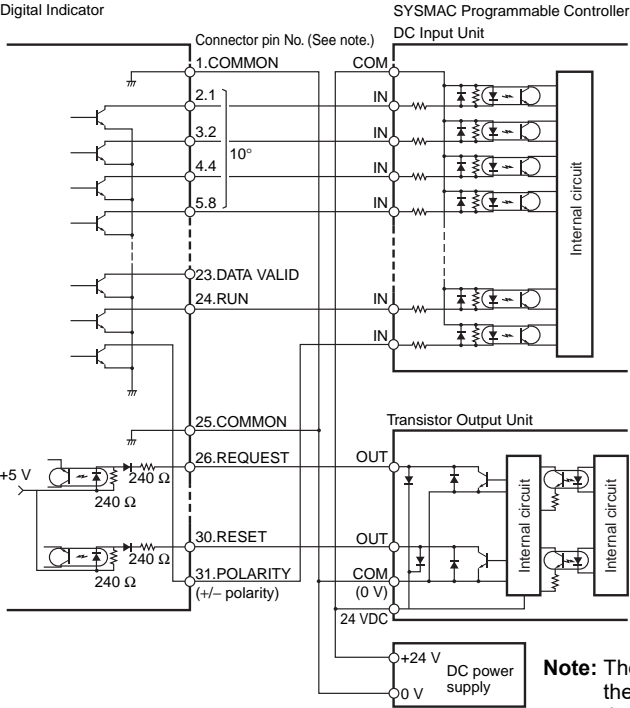 Digital Indicator
SYSMAC Programmable Controller
DC Input Unit
Connector pin No. (See note.)
1.COMMON
COM
2.1
IN
3.2
IN
10°
4.4
IN
5.8
IN
Internal circuit
23.DATA VALID
24.RUN
IN
IN
25.COMMON
Transistor Output Unit
+5 V
26.REQUEST
OUT
240 Ω
240 Ω
Internal circuit
Internal circuit
30.RESET
OUT
240 Ω
240 Ω
31.POLARITY
(+/− polarity)
COM
(0 V)
24 VDC
+24 V
DC power
supply
0 V
Note: The
the